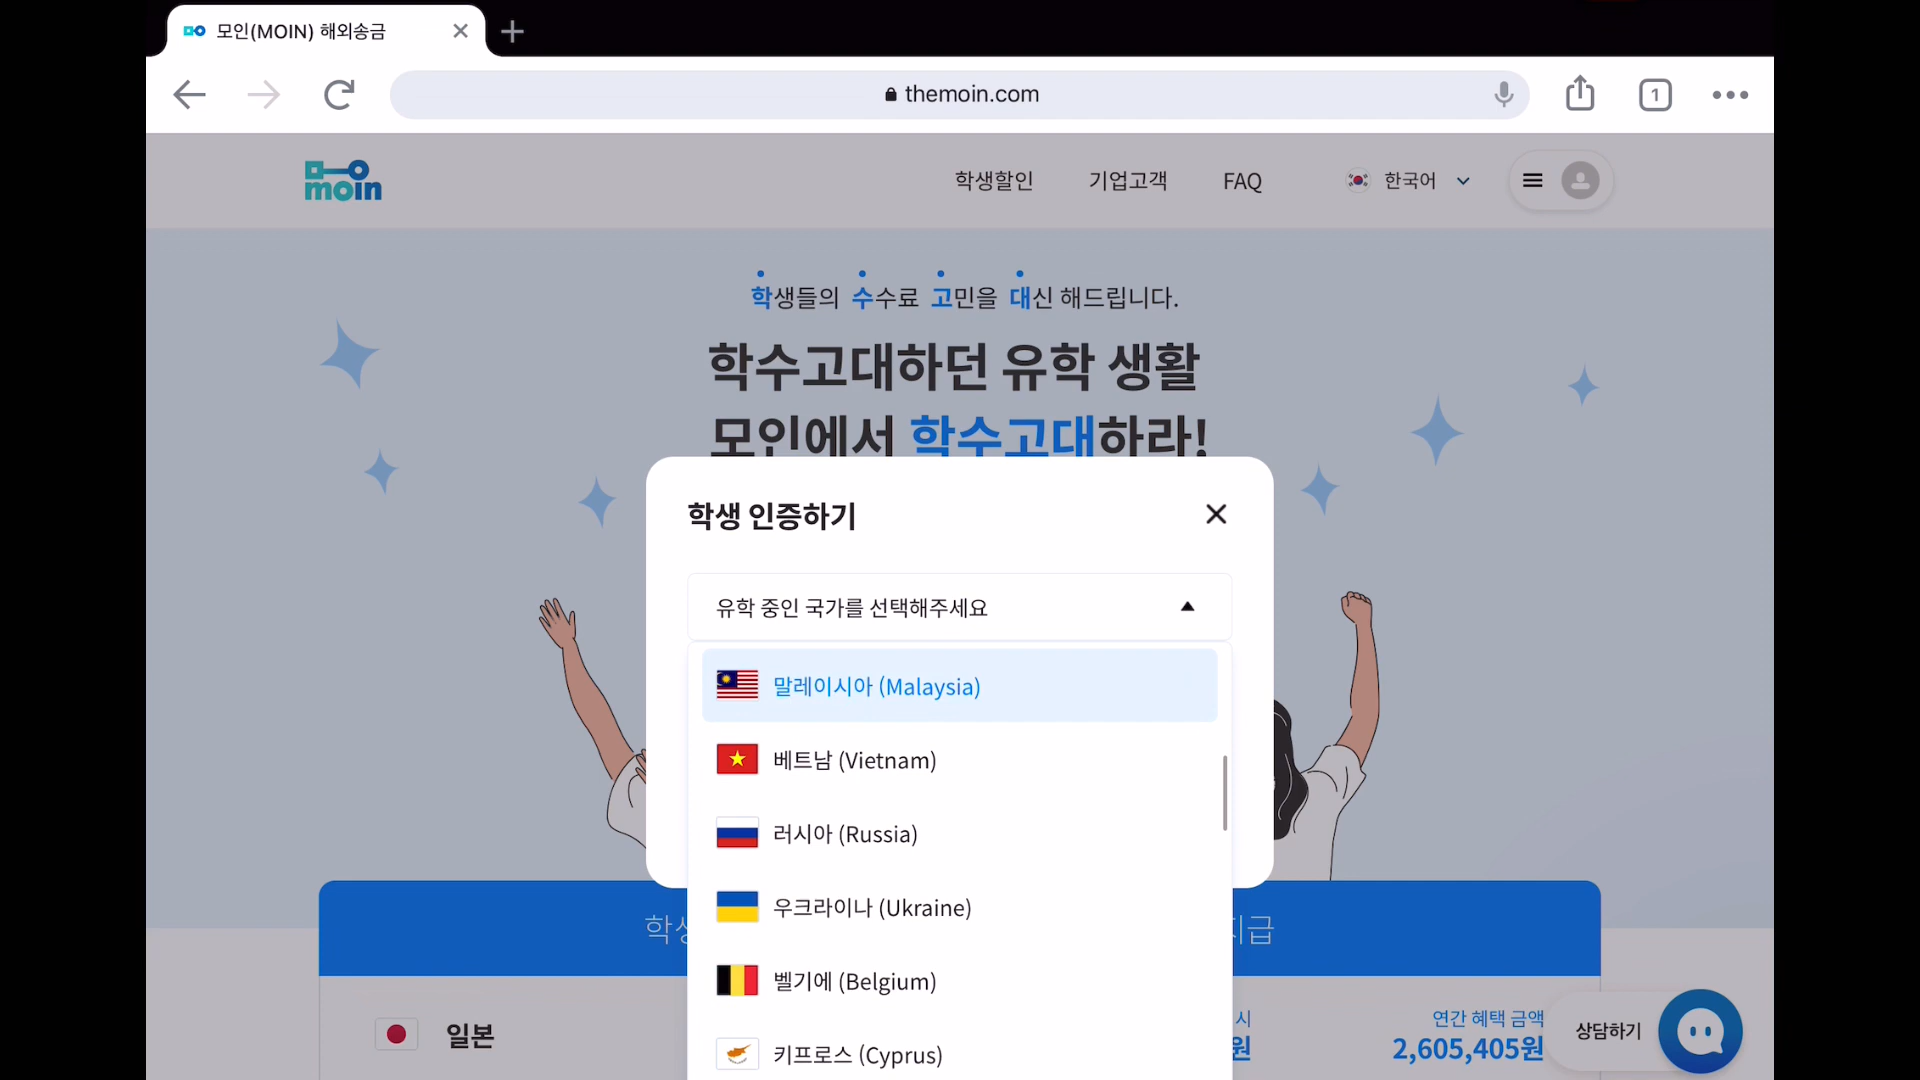 모인(MOIN) 해외송금
themoin.com
1
moin
학생할인
기업고객
FAQ
한국어
학생들의 수수료 고민을 대신 해드립니다.
학수고대하던 유학 생활
모인에서 학수고대하라!
학생 인증하기
유학 중인 국가를 선택해주세요
말레이시아 (Malaysia)
베트남 (Vietnam)
러시아 (Russia)
우크라이나 (Ukraine)
벨기에 (Belgium)
키프로스 (Cyprus)
지급
일본
시
원
연간 혜택 금액
2,605,405원
상담하기